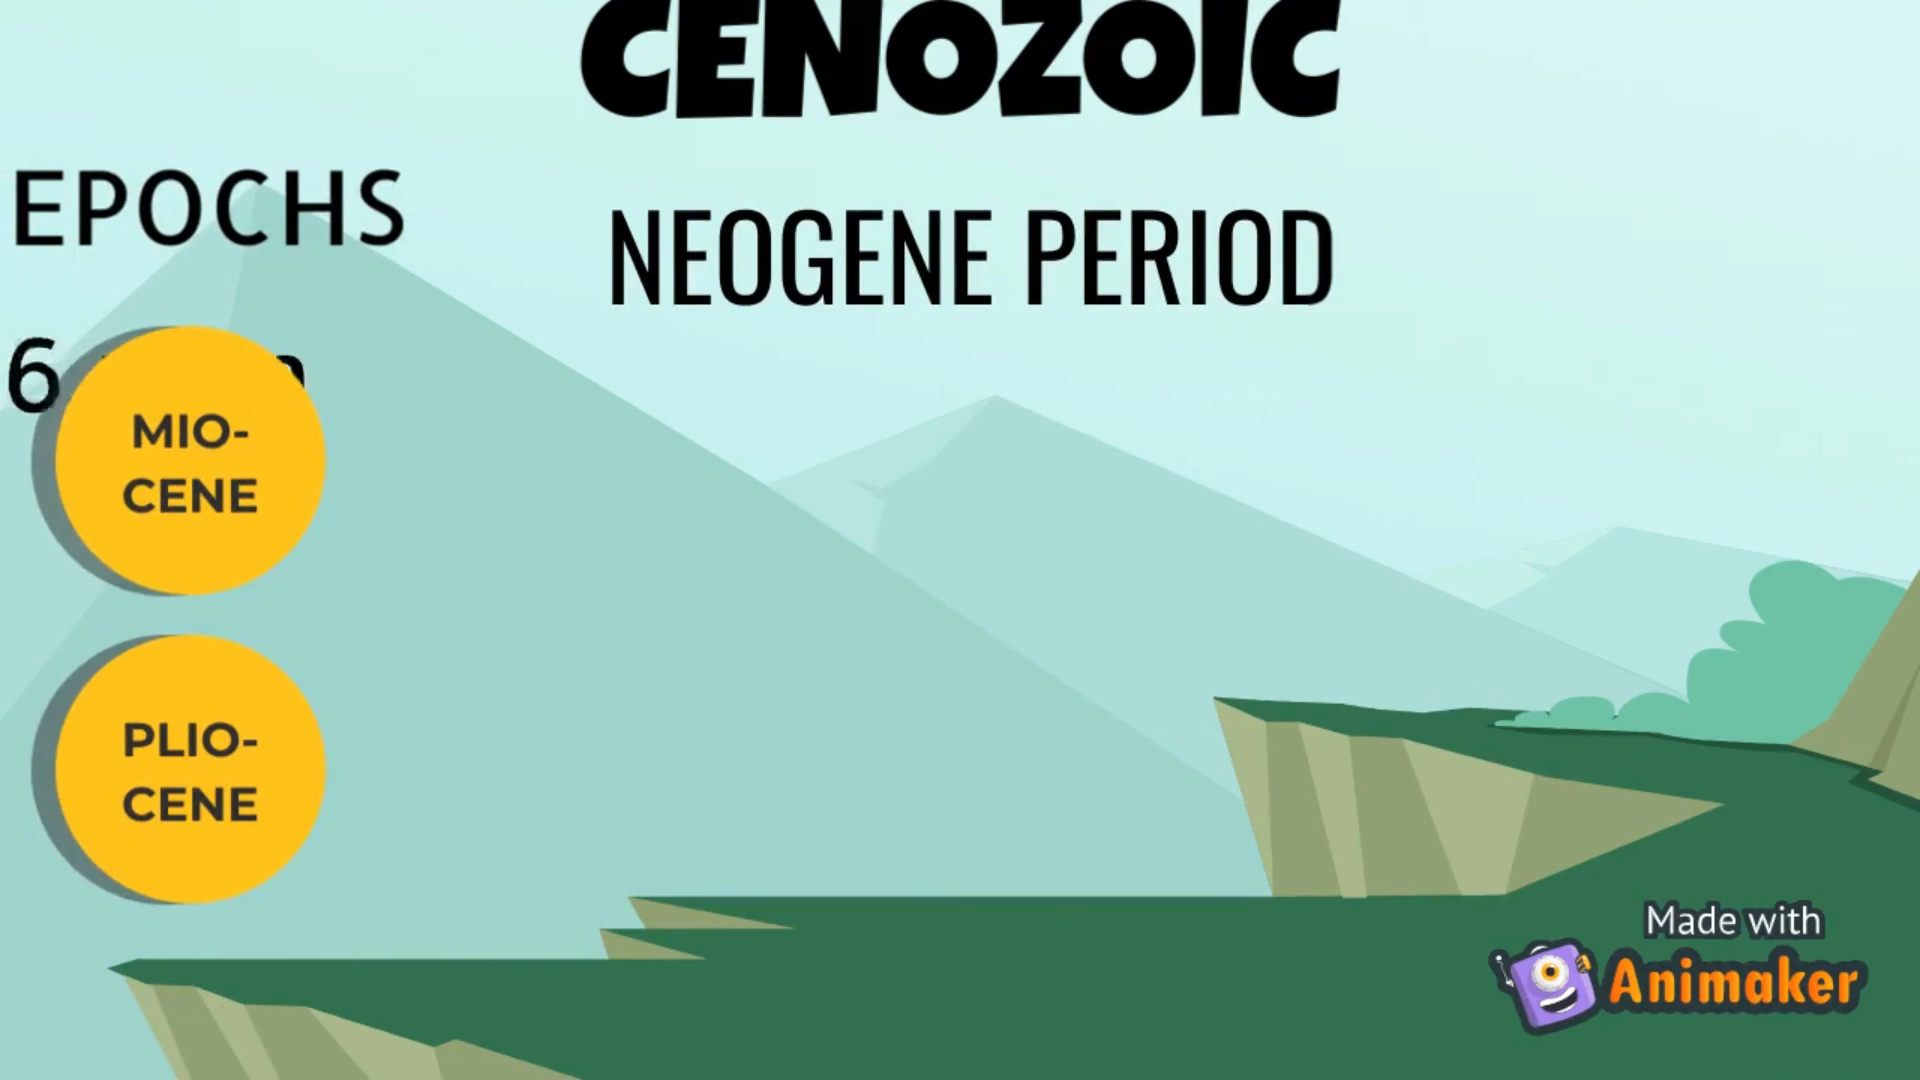 CENOZOIC
EPOCHS
NEOGENE PERIOD
6
MIO-
CENE
PLIO-
CENE
Made with
Animaker